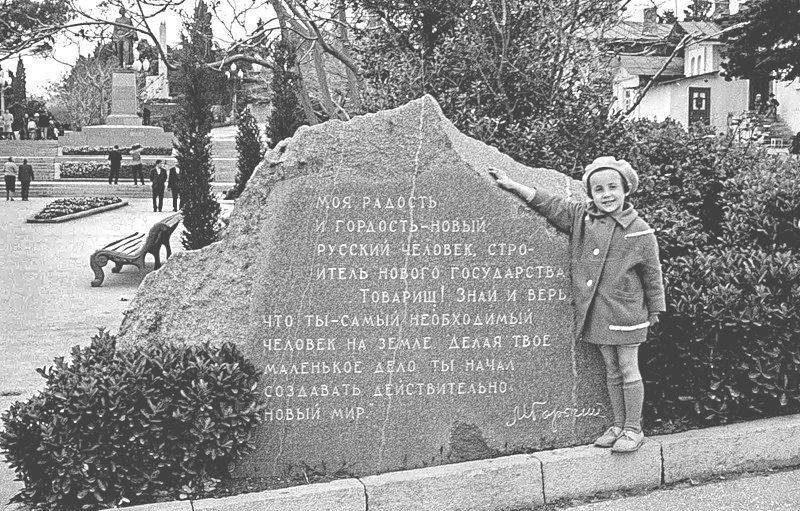 Моя радость
и гордость-новый
русский человек, стро-
итель нового государства.
Товарищ! Знай и верь
что ты-самый необходимый
человек на земле. Делая твое
маленькое дело ты начал
создавать действительно
новый мир."
М Горький